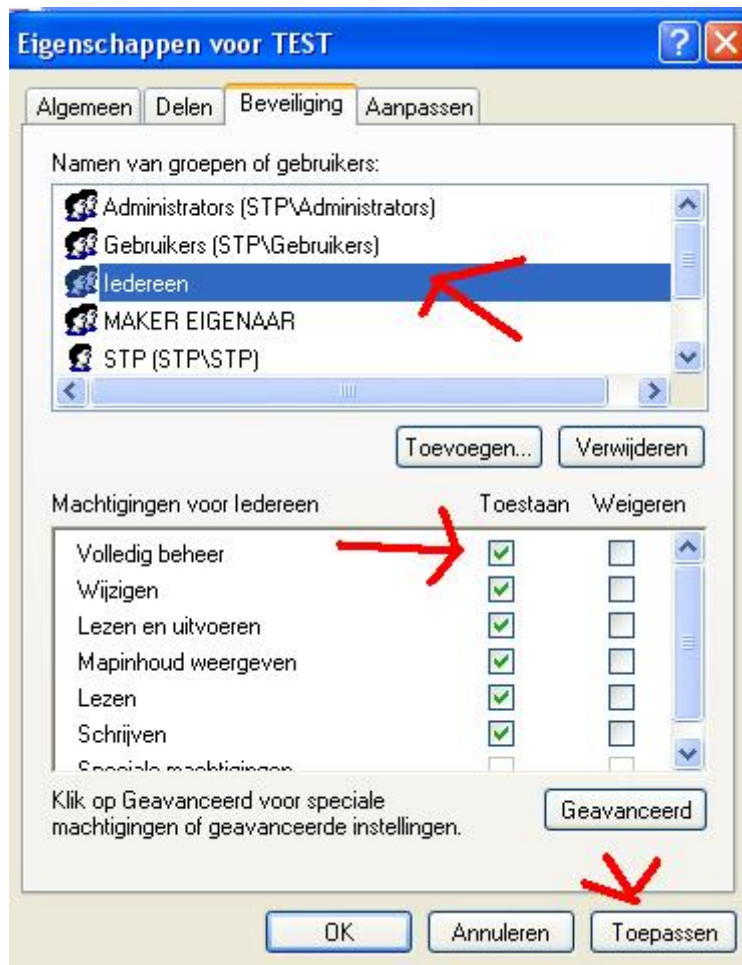 Eigenschappen voor TEST
Algemeen Delen Beveiliging Aanpassen
Namen van groepen of gebruikers:
Administrators (STP\Administrators)
Gebruikers (STP\Gebruikers)
Iedereen
MAKER EIGENAAR
STP (STP\STP)
Toevoegen... Verwijderen
Machtigingen voor Iedereen Toestaan Weigeren
Volledig beheer
Wijzigen
Lezen en uitvoeren
Mapinhoud weergeven
Lezen
Schrijven
Speciale machtigingen
Klik op Geavanceerd voor speciale
machtigingen of geavanceerde instellingen.
Geavanceerd
OK Annuleren Toepassen